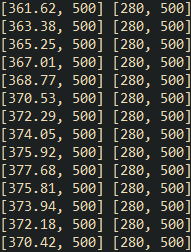 [361.62, 500] [280, 500]
[363.38, 500] [280, 500]
[365.25, 500] [280, 500]
[367.01, 500] [280, 500]
[368.77, 500] [280, 500]
[370.53, 500] [280, 500]
[372.29, 500] [280, 500]
[374.05, 500] [280, 500]
[375.92, 500] [280, 500]
[377.68, 500] [280, 500]
[375.81, 500] [280, 500]
[373.94, 500] [280, 500]
[372.18, 500] [280, 500]
[370.42, 500] [280, 500]